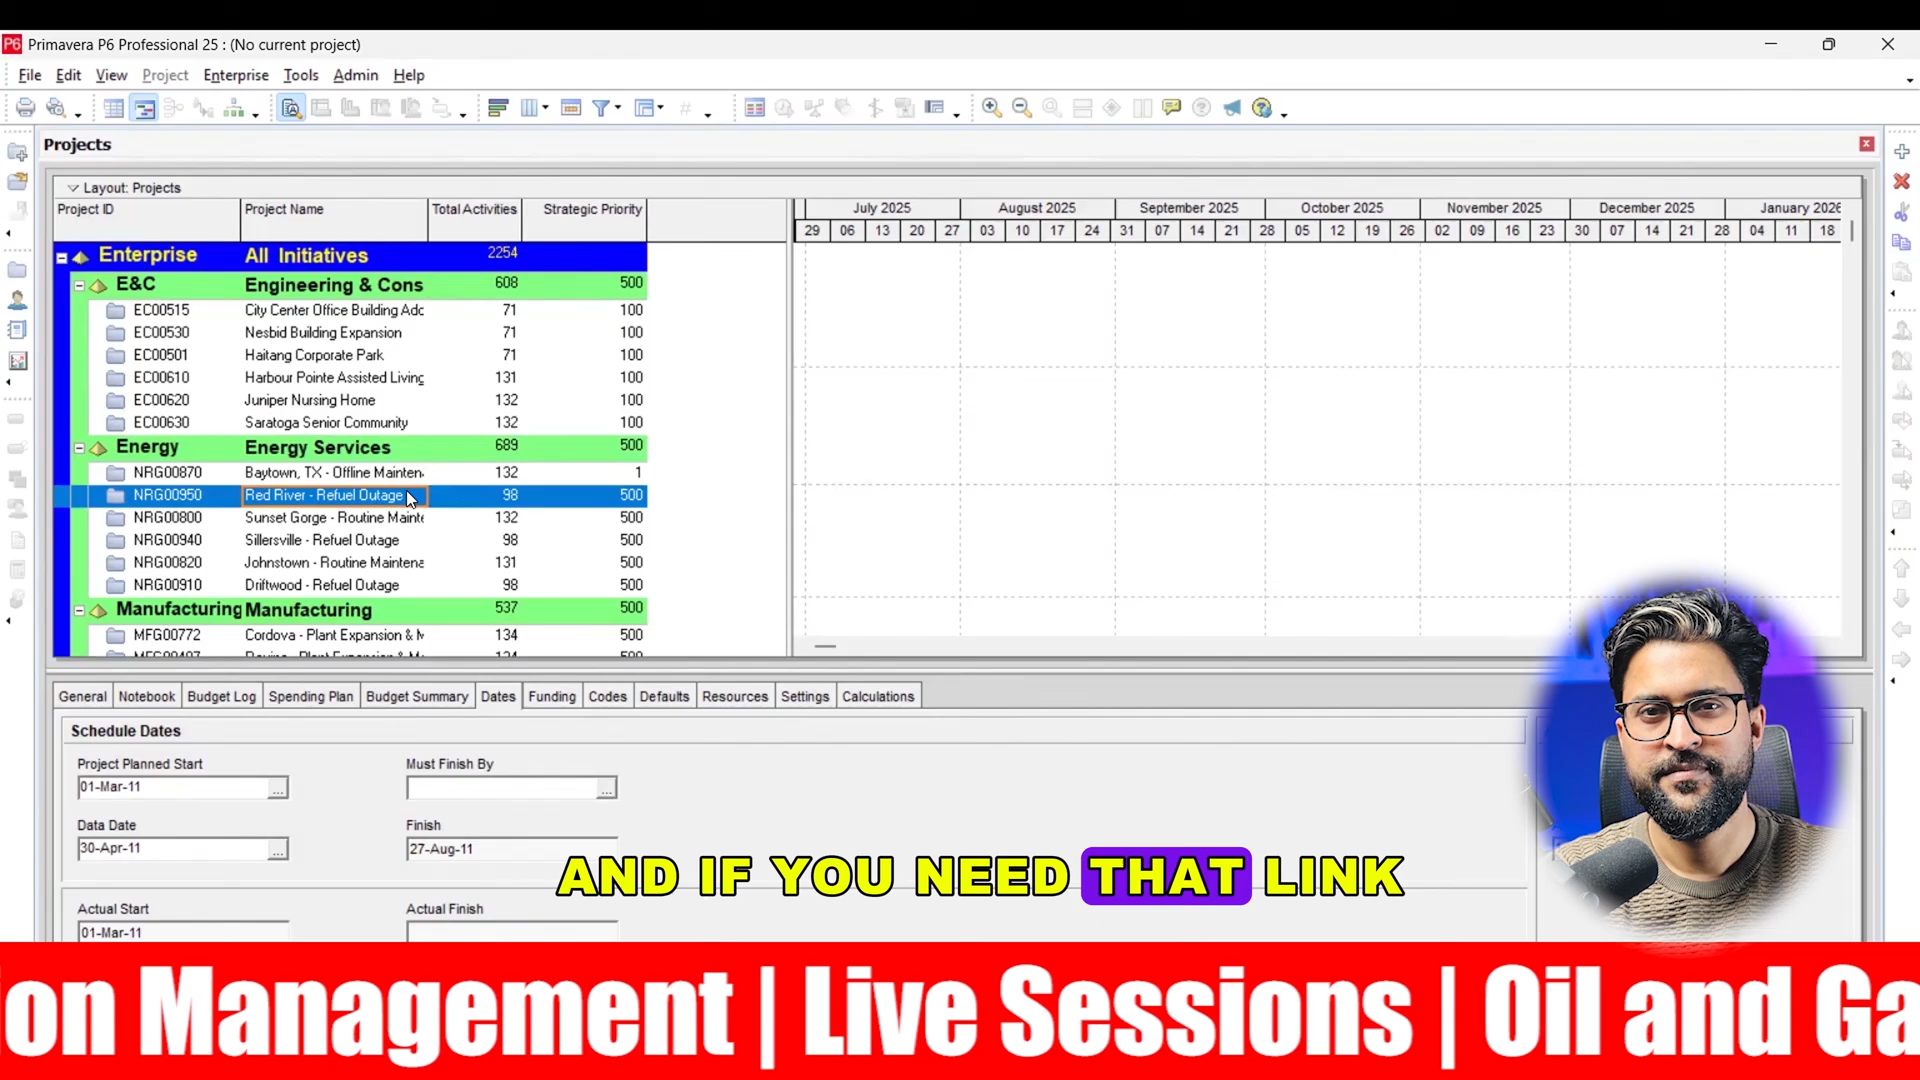 Primavera P6 Professional 25 : (No current project)
File Edit View Project Enterprise Tools Admin Help
Projects
Layout: Projects
Project ID Project Name Total Activities Strategic Priority
July 2025 August 2025 September 2025 October 2025 November 2025 December 2025 January 2026
29 06 13 20 27 03 10 17 24 31 07 14 21 28 05 12 19 26 02 09 16 23 30 07 14 21 28 04 11 18
Enterprise All Initiatives 2254
E&C Engineering & Cons 608 500
EC00515 City Center Office Building Adc 71 100
EC00530 Nesbid Building Expansion 71 100
EC00501 Haitang Corporate Park 71 100
EC00610 Harbour Pointe Assisted Living 131 100
EC00620 Juniper Nursing Home 132 100
EC00630 Saratoga Senior Community 132 100
Energy Energy Services 689 500
NRG00870 Baytown, TX - Offline Mainten 132 1
NRG00950 Red River - Refuel Outage 98 500
NRG00800 Sunset Gorge - Routine Mainte 132 500
NRG00940 Sillersville - Refuel Outage 98 500
NRG00820 Johnstown - Routine Maintena 131 500
NRG00910 Driftwood - Refuel Outage 98 500
Manufacturing Manufacturing 537 500
MFG00772 Cordova - Plant Expansion & M 134 500
General Notebook Budget Log Spending Plan Budget Summary Dates Funding Codes Defaults Resources Settings Calculations
Schedule Dates
Project Planned Start Must Finish By
01-Mar-11
Data Date Finish
30-Apr-11 27-Aug-11
AND IF YOU NEED THAT LINK
Actual Start Actual Finish
01-Mar-11
ion Management | Live Sessions | Oil and Ga